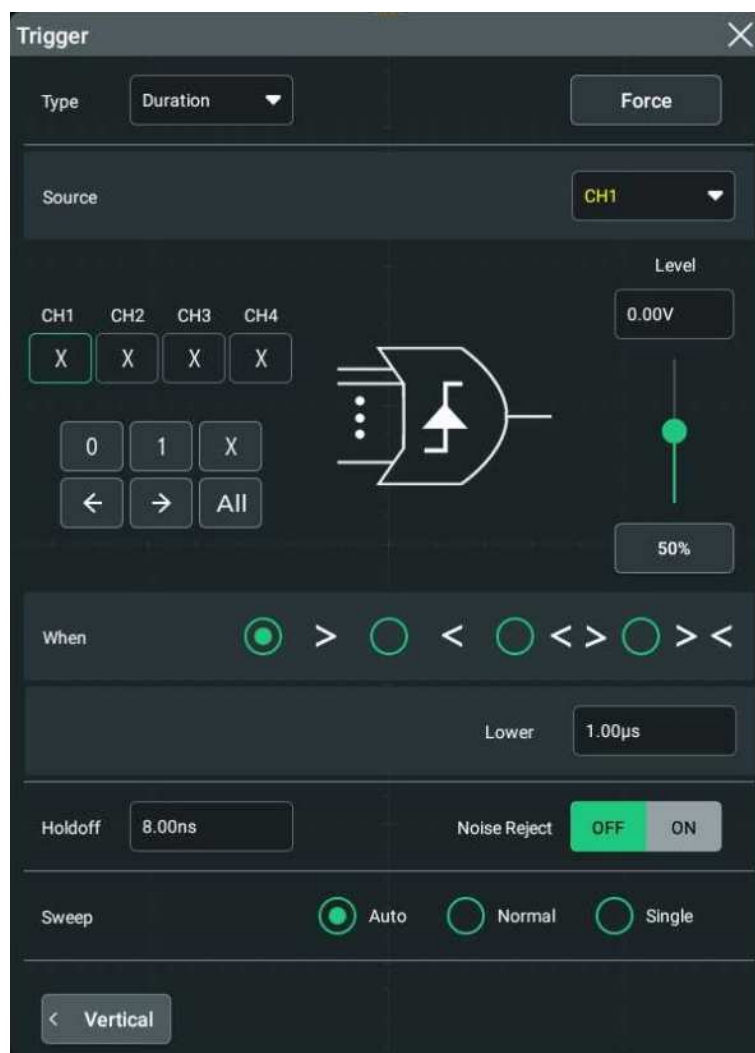 Trigger
Type Duration Force
Source CH1
Level
CH1 CH2 CH3 CH4 0.00V
X X X X
0 1 X
← → All
50%
When > < < > > <
Lower 1.00μs
Holdoff 8.00ns Noise Reject OFF ON
Sweep Auto Normal Single
< Vertical